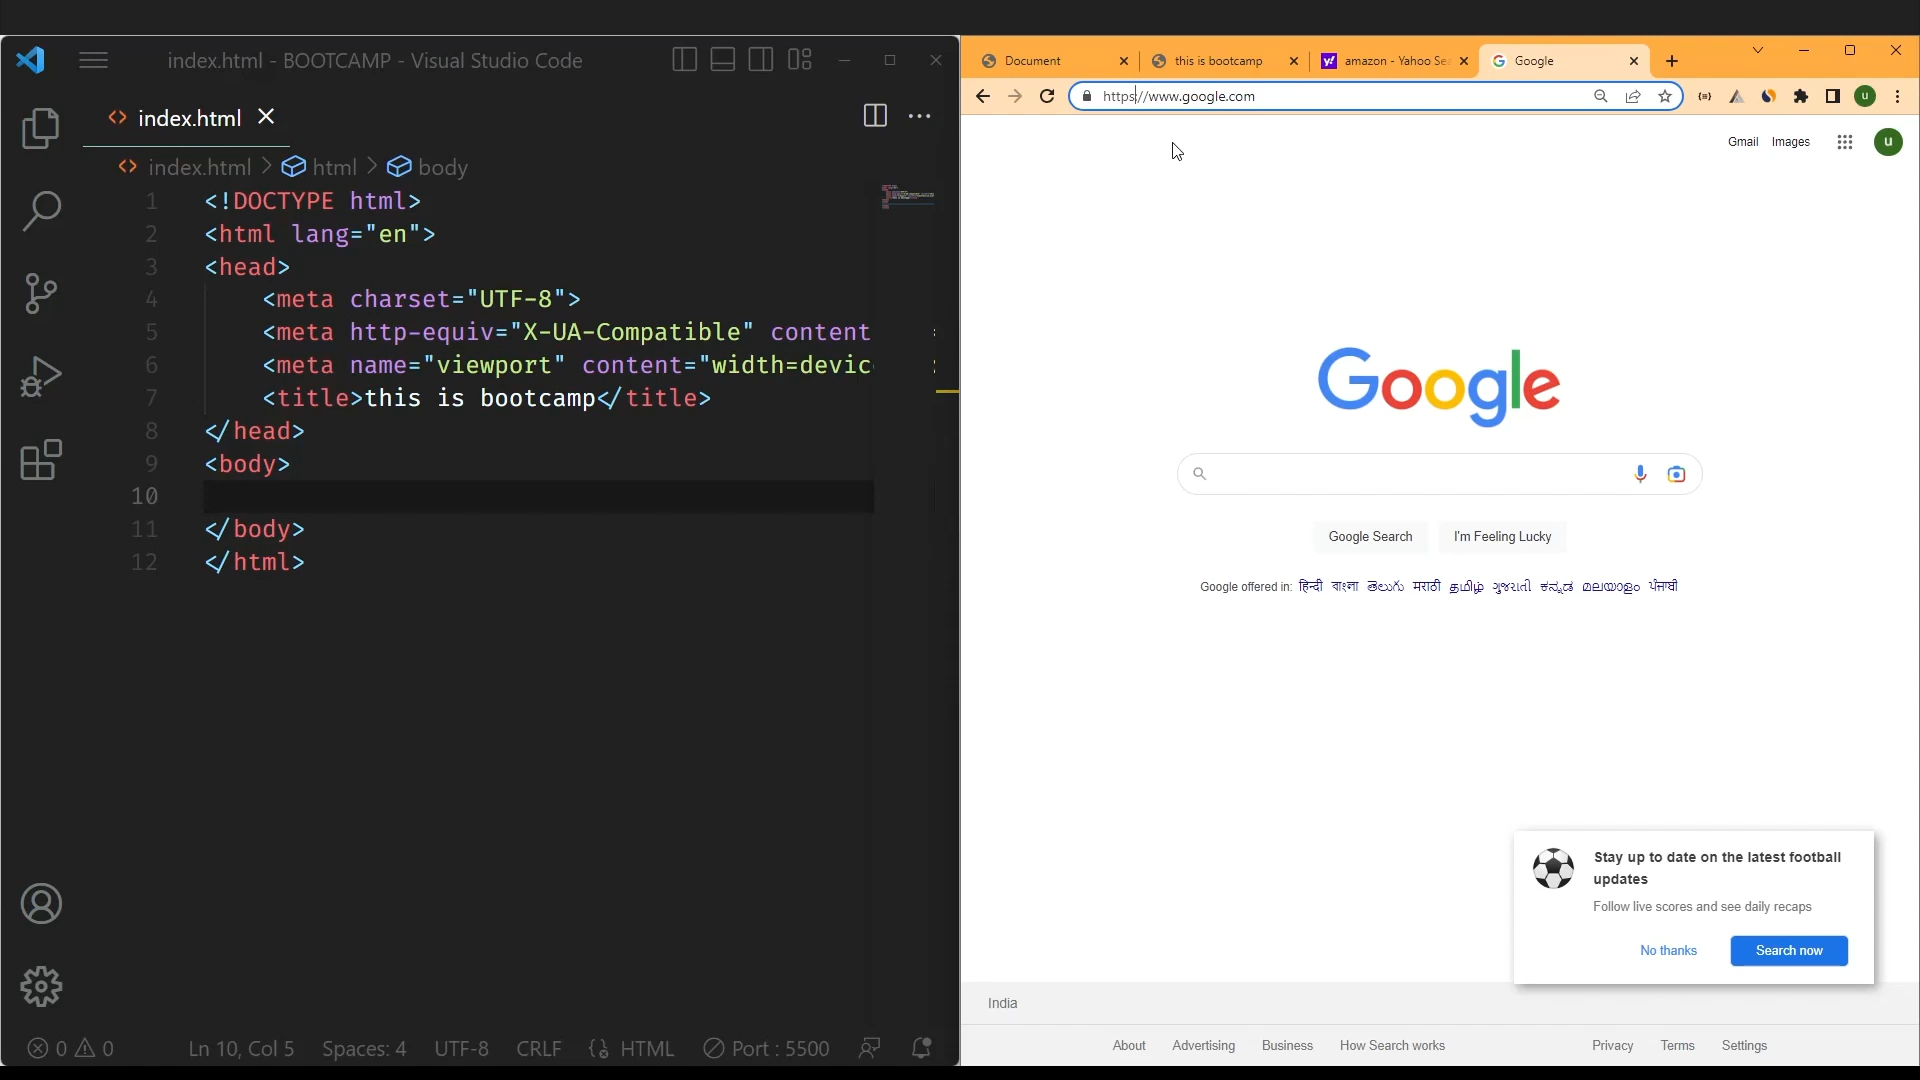 index.html - BOOTCAMP - Visual Studio Code
index.html
index.html > html > body
1 <!DOCTYPE html>
2 <html lang="en">
3 <head>
4 <meta charset="UTF-8">
5 <meta http-equiv="X-UA-Compatible" content
6 <meta name="viewport" content="width=devic
7 <title>this is bootcamp</title>
8 </head>
9 <body>
10
11 </body>
12 </html>
0 0 Ln 10, Col 5 Spaces: 4 UTF-8 CRLF HTML Port : 5500
Document this is bootcamp amazon - Yahoo Sea Google
https://www.google.com u
Gmail Images u
Google
Google Search I'm Feeling Lucky
Google offered in: हिन्दी বাংলা తెలుగు मराठी தமிழ் ગુજરાતી ಕನ್ನಡ മലയാളം ਪੰਜਾਬੀ
Stay up to date on the latest football
updates
Follow live scores and see daily recaps
No thanks Search now
India
About Advertising Business How Search works Privacy Terms Settings